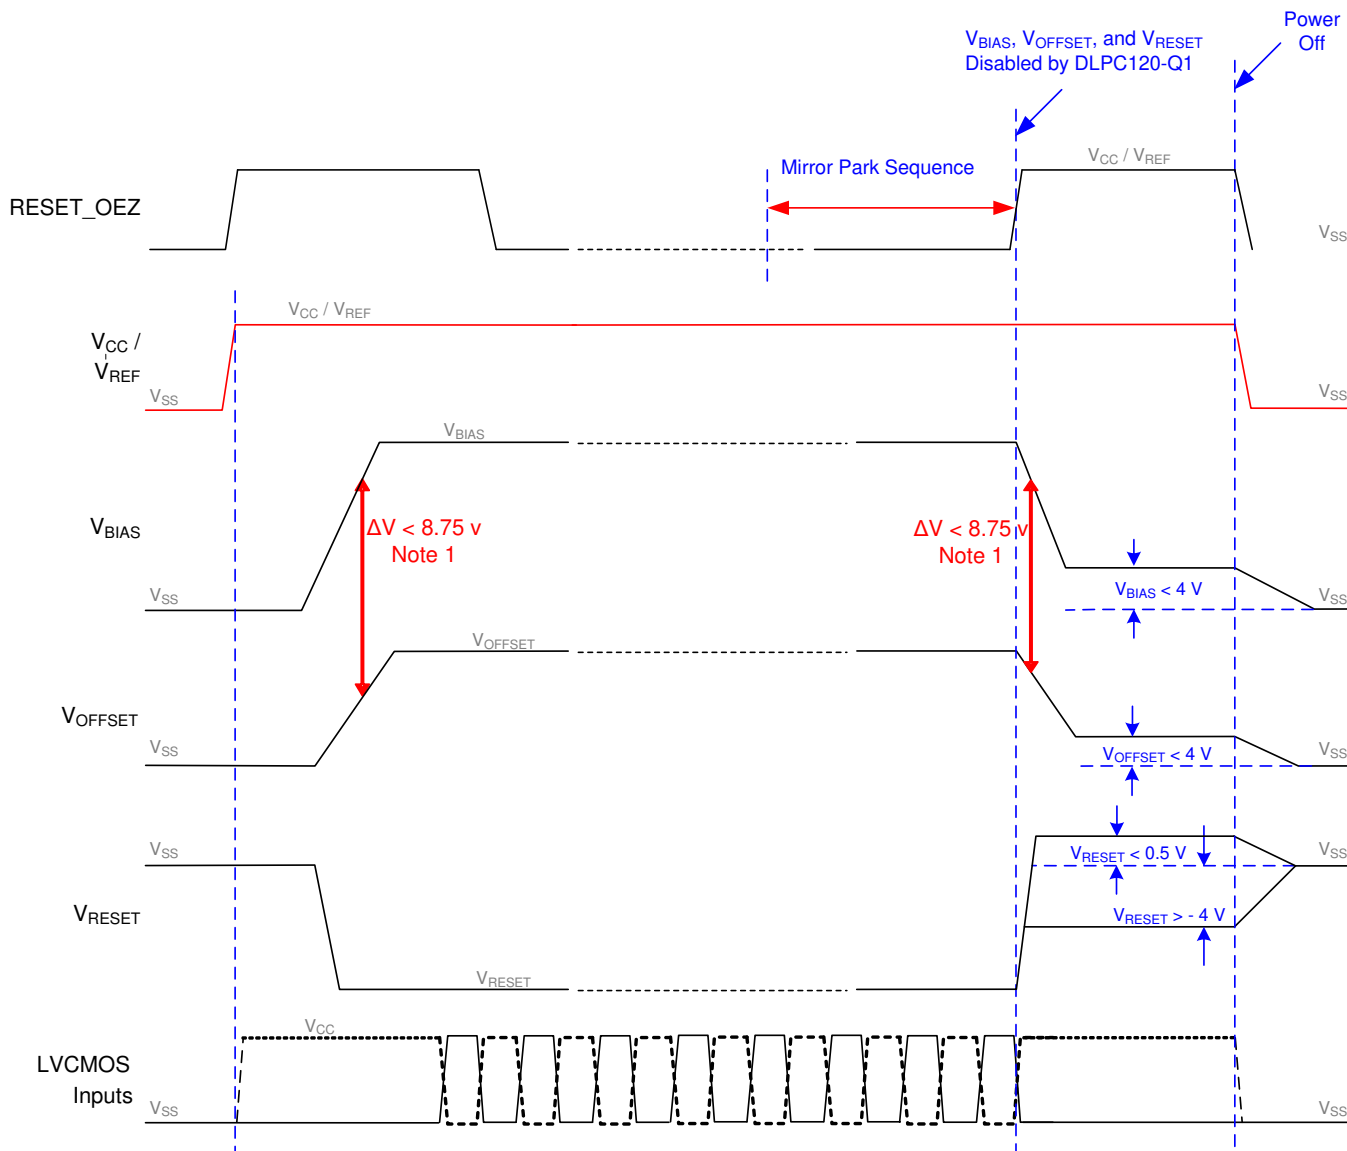 Power
Off
VBIAS, VOFFSET, and VRESET
Disabled by DLPC120-Q1
Mirror Park Sequence
VCC / VREF
RESET_OEZ
VSS
VCC / VREF
VCC /
VREF
VSS
VSS
VBIAS
ΔV < 8.75 v
Note 1
ΔV < 8.75 v
Note 1
VBIAS
VBIAS < 4 V
VSS
VSS
VOFFSET
VOFFSET
VSS
VOFFSET < 4 V
VSS
VSS
VRESET < 0.5 V
VSS
VRESET
VRESET > - 4 V
VRESET
VCC
LVCMOS
Inputs
VSS
VSS